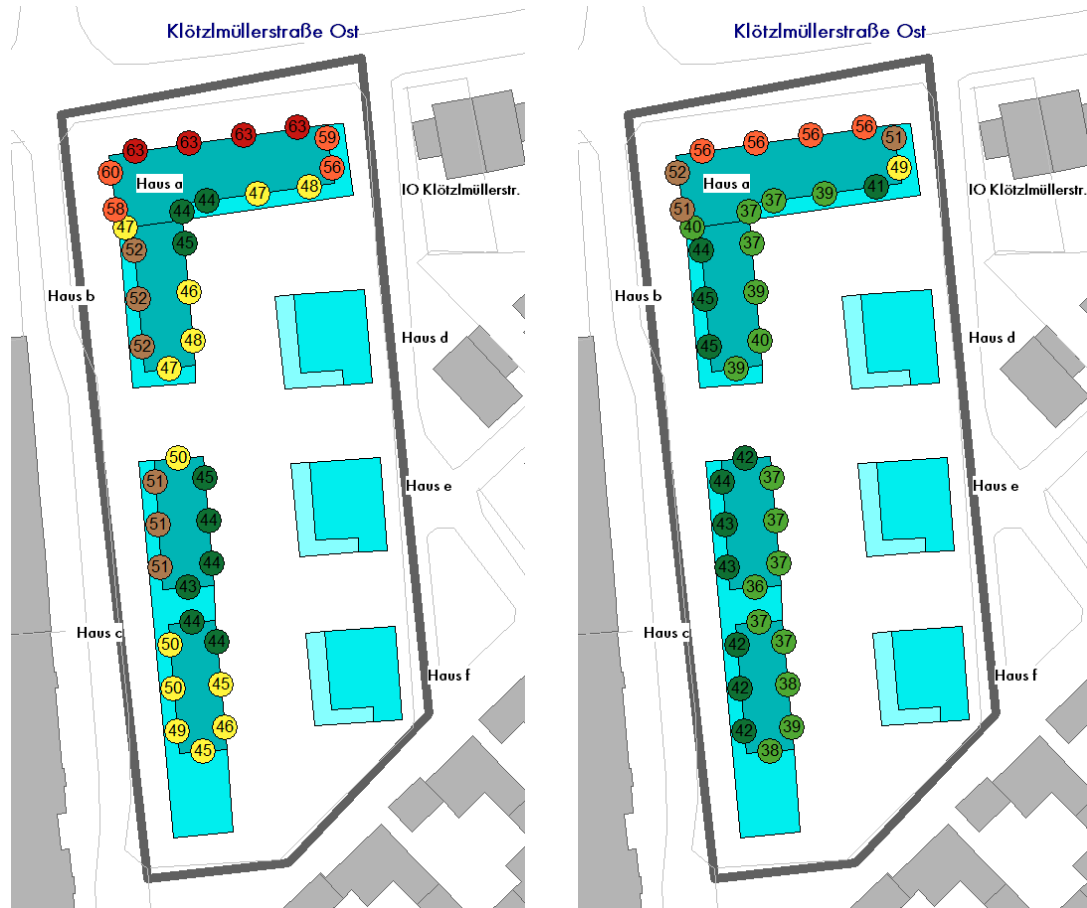 Klötzlmüllerstraße Ost
63 63 63 63 59
60 Haus a 56 IO Klötzlmüllerstr.
58 44 44 47 48
47 52 45
Haus b 52 46
52 48 Haus d
47
50
51 45 Haus e
51 44
51 44
43
44
Haus c 50 44
50 45 Haus f
49 46
45
Klötzlmüllerstraße Ost
56 56 56 56 51
52 Haus a 49 IO Klötzlmüllerstr.
51 37 37 39 41
40 44 37
Haus b 45 39
45 40 Haus d
39
42
44 37 Haus e
43 37
43 37
36
37
Haus c 42 37
42 38 Haus f
42 39
38